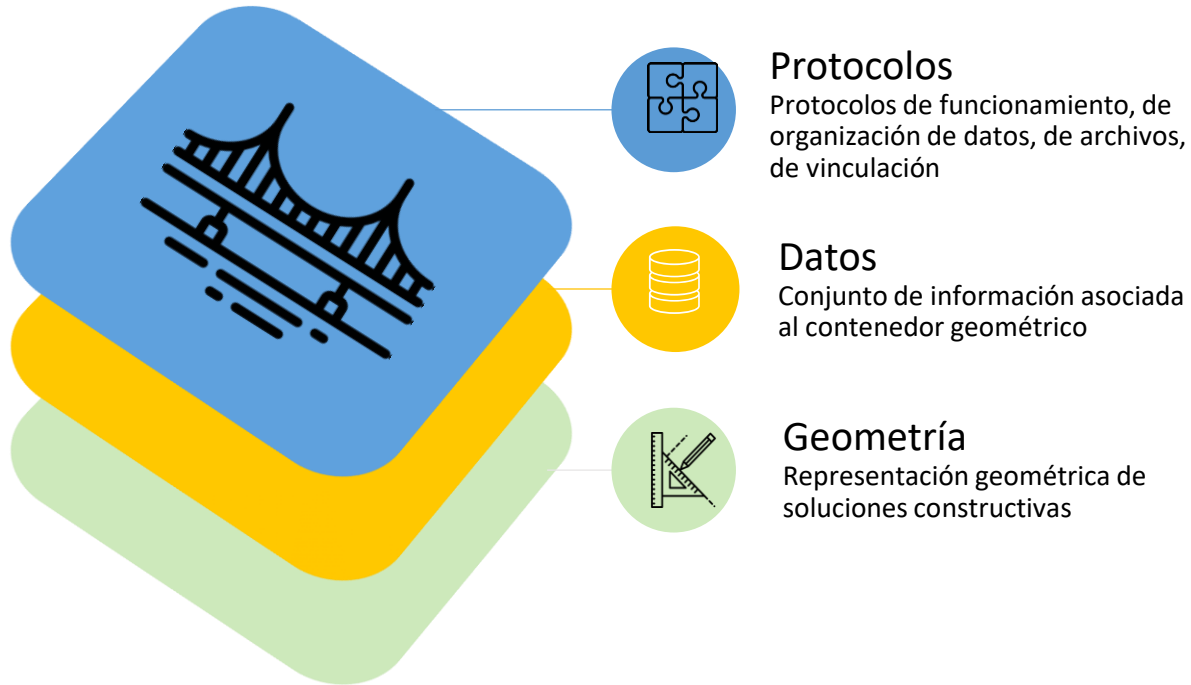 Protocolos
Protocolos de funcionamiento, de
organización de datos, de archivos,
de vinculación
Datos
Conjunto de información asociada
al contenedor geométrico
Geometría
Representación geométrica de
soluciones constructivas